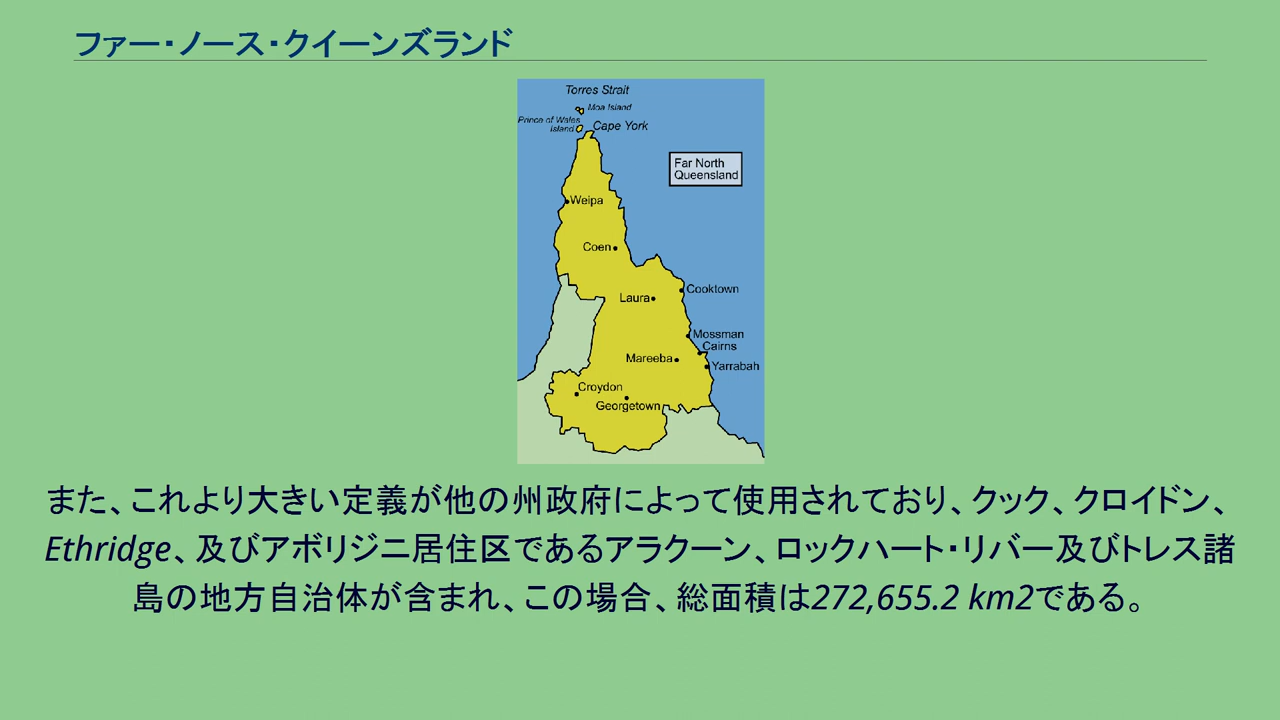 ファー・ノース・クイーンズランド
Torres Strait
Moa Island
Prince of Wales
Island
Cape York
Far North
Queensland
Weipa
Coen
Cooktown
Laura
Mossman
Cairns
Mareeba
Yarrabah
Croydon
Georgetown
また、これより大きい定義が他の州政府によって使用されており、クック、クロイドン、
Ethridge、及びアボリジニ居住区であるアラクーン、ロックハート・リバー及びトレス諸
島の地方自治体が含まれ、この場合、総面積は272,655.2 km2である。